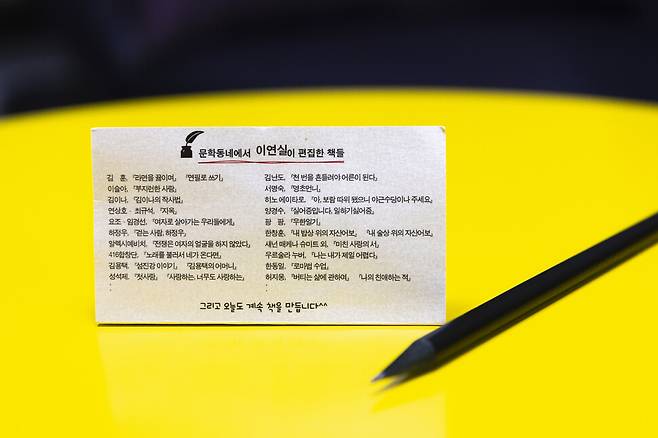 문학동네에서 이연실이 편집한 책들
김 훈, 『라면을 끓이며』 『연필로 쓰기』
이슬아, 『부지런한 사랑』
김이나, 『김이나의 작사법』
연상호·최규석, 『지옥』
요조·임경선, 『여자로 살아가는 우리들에게』
하정우, 『걷는 사람, 하정우』
알렉시예비치, 『전쟁은 여자의 얼굴을 하지 않았다』
416합창단, 『노래를 불러서 네가 온다면』
김용택, 『섬진강 이야기』 『김용택의 어머니』
성석제, 『첫사랑』 『사랑하는, 너무도 사랑하는』
김난도, 『천 번을 흔들려야 어른이 된다』
서명숙, 『영초언니』
히노 에이타로, 『아, 보람 따위 됐으니 야근수당이나 주세요』
양경수, 『실어증입니다, 일하기싫어증』
팜 팜, 『무한일기』
한창훈, 『내 밥상 위의 자산어보』 『내 술상 위의 자산어보』
섀넌 매케나 슈미트 외, 『미친 사랑의 서』
우르슐라 누버, 『나는 내가 제일 어렵다』
한동일, 『로마법 수업』
허지웅, 『버티는 삶에 관하여』 『나의 친애하는 적』
그리고 오늘도 계속 책을 만듭니다^^